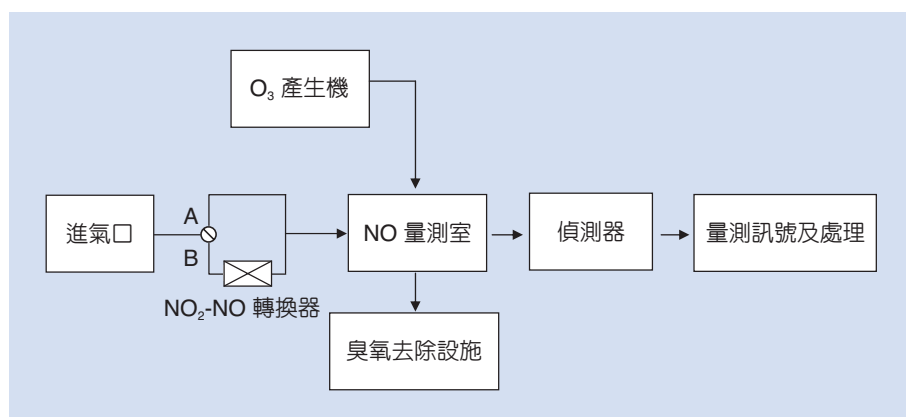 O₃ 產生機
進氣口
A
B
NO₂-NO 轉換器
NO 量測室
偵測器
量測訊號及處理
臭氧去除設施